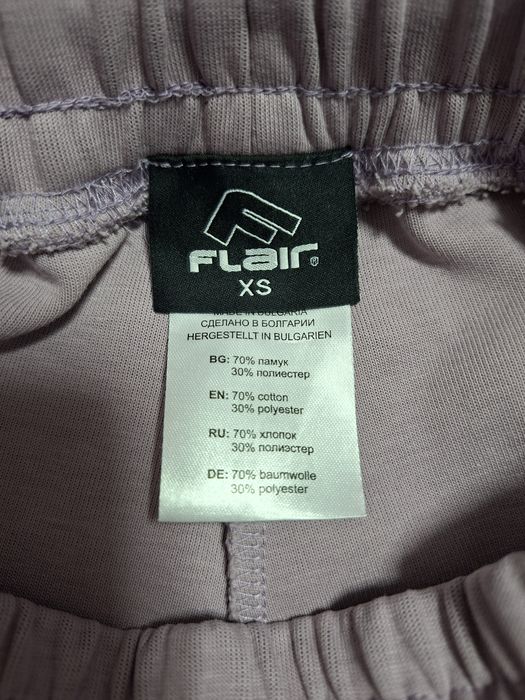 FLaIr®
XS
MADE IN BULGARIA
СДЕЛАНО В БОЛГАРИИ
HERGESTELLT IN BULGARIEN
BG: 70% памук
30% полиестер
EN: 70% cotton
30% polyester
RU: 70% хлопок
30% полиэстер
DE: 70% baumwolle
30% polyester